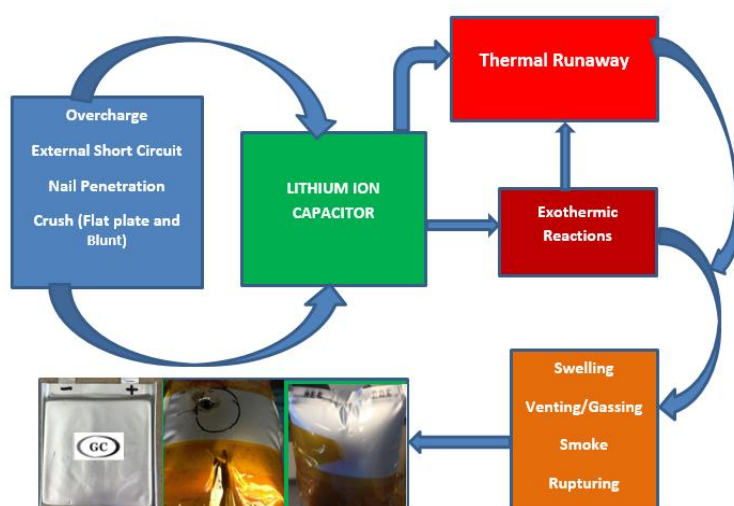 Thermal Runaway
Overcharge
External Short Circuit
Nail Penetration
Crush (Flat plate and
Blunt)
LITHIUM ION
CAPACITOR
Exothermic
Reactions
Swelling
Venting/Gassing
Smoke
Rupturing
- +
GC